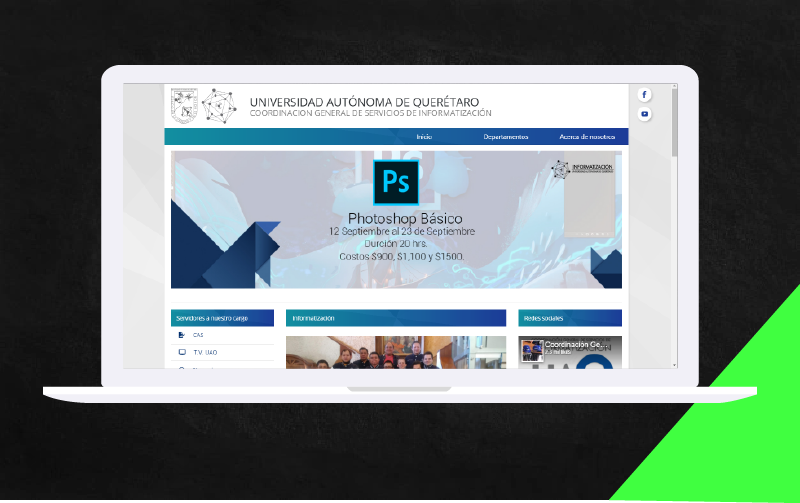 UNIVERSIDAD AUTÓNOMA DE QUERÉTARO
COORDINACION GENERAL DE SERVICIOS DE INFORMATIZACIÓN
Inicio
Departamentos
Acerca de nosotros
Ps
INFORMATIZACIÓN
Photoshop Básico
12 Septiembre al 23 de Septiembre
Durción 20 hrs.
Costos $900, $1,100 y $1500.
Servidores a nuestro cargo
Informatización
Redes sociales
CAS
T.V. UAQ
Coordinación Ge...